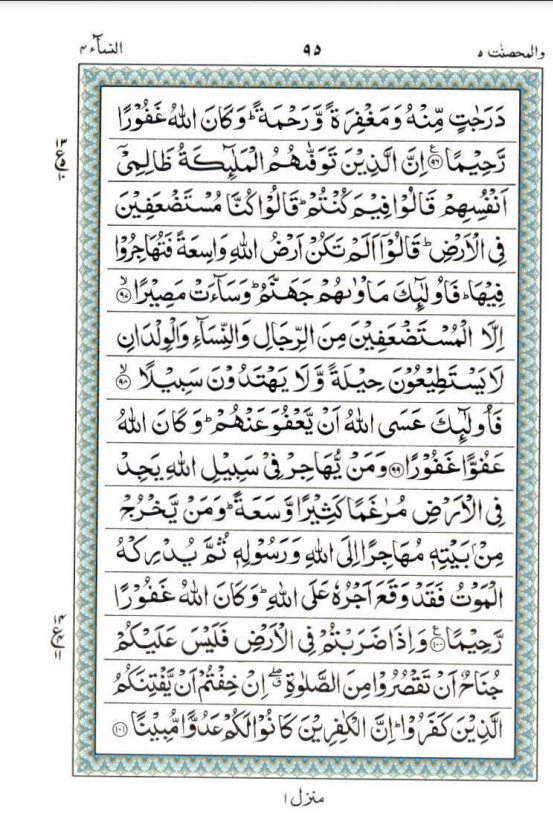 النسآء ٤
٩٥
والمحصنت ٥
دَرَجٰتٍ مِّنْهُ وَمَغْفِرَةً وَّرَحْمَةً ؕ وَكَانَ اللّٰهُ غَفُوْرًا
رَّحِيْمًا ﴿٩٦﴾ اِنَّ الَّذِيْنَ تَوَفّٰىهُمُ الْمَلٰٓئِكَةُ ظَالِمِيْۤ
اَنْفُسِهِمْ قَالُوْا فِيْمَ كُنْتُمْ ؕ قَالُوْا كُنَّا مُسْتَضْعَفِيْنَ
فِى الْاَرْضِ ؕ قَالُوْۤا اَلَمْ تَكُنْ اَرْضُ اللّٰهِ وَاسِعَةً فَتُهَاجِرُوْا
فِيْهَا ؕ فَاُولٰٓئِكَ مَاْوٰىهُمْ جَهَنَّمُ ؕ وَسَآءَتْ مَصِيْرًا ﴿٩٧﴾ ۙ
اِلَّا الْمُسْتَضْعَفِيْنَ مِنَ الرِّجَالِ وَالنِّسَآءِ وَالْوِلْدَانِ
لَا يَسْتَطِيْعُوْنَ حِيْلَةً وَّلَا يَهْتَدُوْنَ سَبِيْلًا ﴿٩٨﴾ ۙ
فَاُولٰٓئِكَ عَسَى اللّٰهُ اَنْ يَّعْفُوَ عَنْهُمْ ؕ وَكَانَ اللّٰهُ
عَفُوًّا غَفُوْرًا ﴿٩٩﴾ وَمَنْ يُّهَاجِرْ فِىْ سَبِيْلِ اللّٰهِ يَجِدْ
فِى الْاَرْضِ مُرٰغَمًا كَثِيْرًا وَّسَعَةً ؕ وَمَنْ يَّخْرُجْ
مِنْۢ بَيْتِهٖ مُهَاجِرًا اِلَى اللّٰهِ وَرَسُوْلِهٖ ثُمَّ يُدْرِكْهُ
الْمَوْتُ فَقَدْ وَقَعَ اَجْرُهٗ عَلَى اللّٰهِ ؕ وَكَانَ اللّٰهُ غَفُوْرًا
رَّحِيْمًا ﴿١٠٠﴾ وَاِذَا ضَرَبْتُمْ فِى الْاَرْضِ فَلَيْسَ عَلَيْكُمْ
جُنَاحٌ اَنْ تَقْصُرُوْا مِنَ الصَّلٰوةِ ۖ اِنْ خِفْتُمْ اَنْ يَّفْتِنَكُمُ
الَّذِيْنَ كَفَرُوْا ؕ اِنَّ الْكٰفِرِيْنَ كَانُوْا لَكُمْ عَدُوًّا مُّبِيْنًا ﴿١٠١﴾
منزل ١